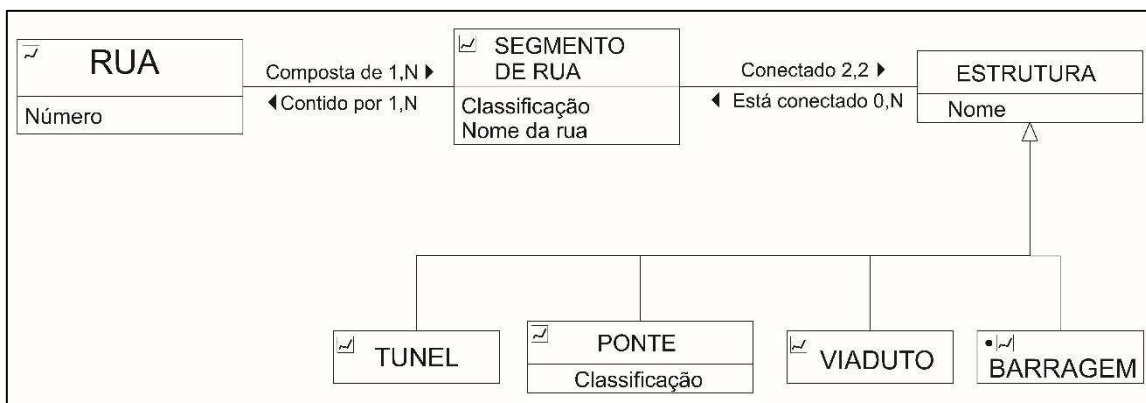 RUA
Número
Composta de 1,N ▶
◀ Contido por 1,N
SEGMENTO
DE RUA
Classificação
Nome da rua
Conectado 2,2 ▶
◀ Está conectado 0,N
ESTRUTURA
Nome
TUNEL
PONTE
Classificação
VIADUTO
BARRAGEM